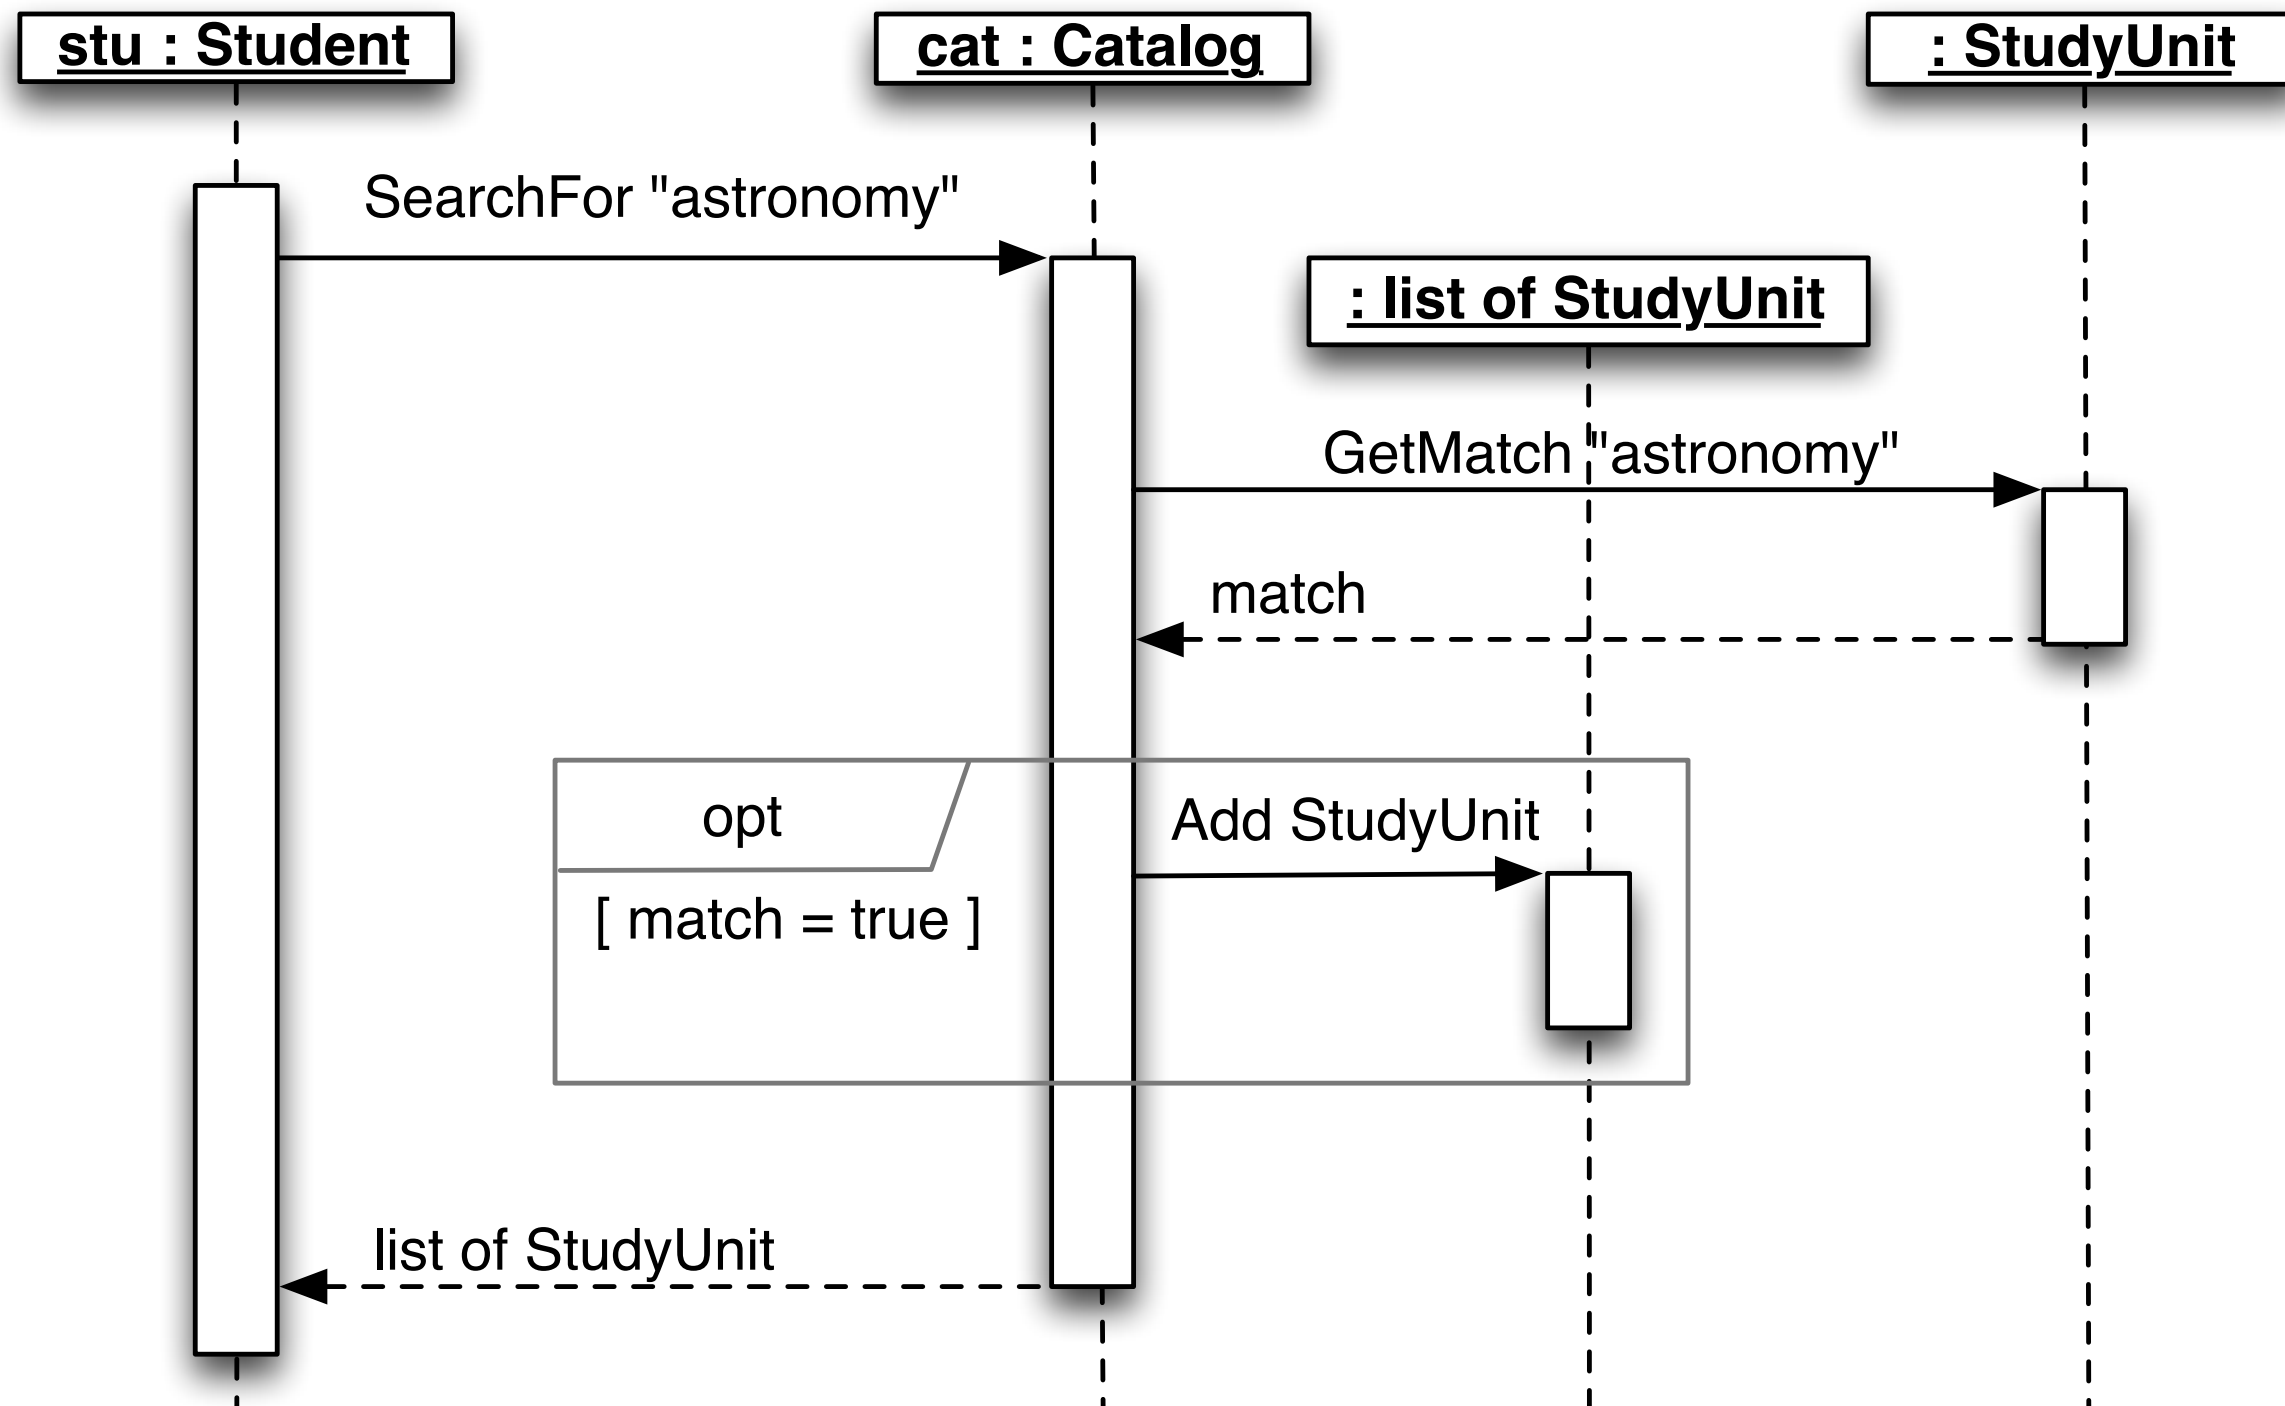 stu : Student
cat : Catalog
: StudyUnit
SearchFor "astronomy"
: list of StudyUnit
GetMatch "astronomy"
match
opt
Add StudyUnit
[ match = true ]
list of StudyUnit